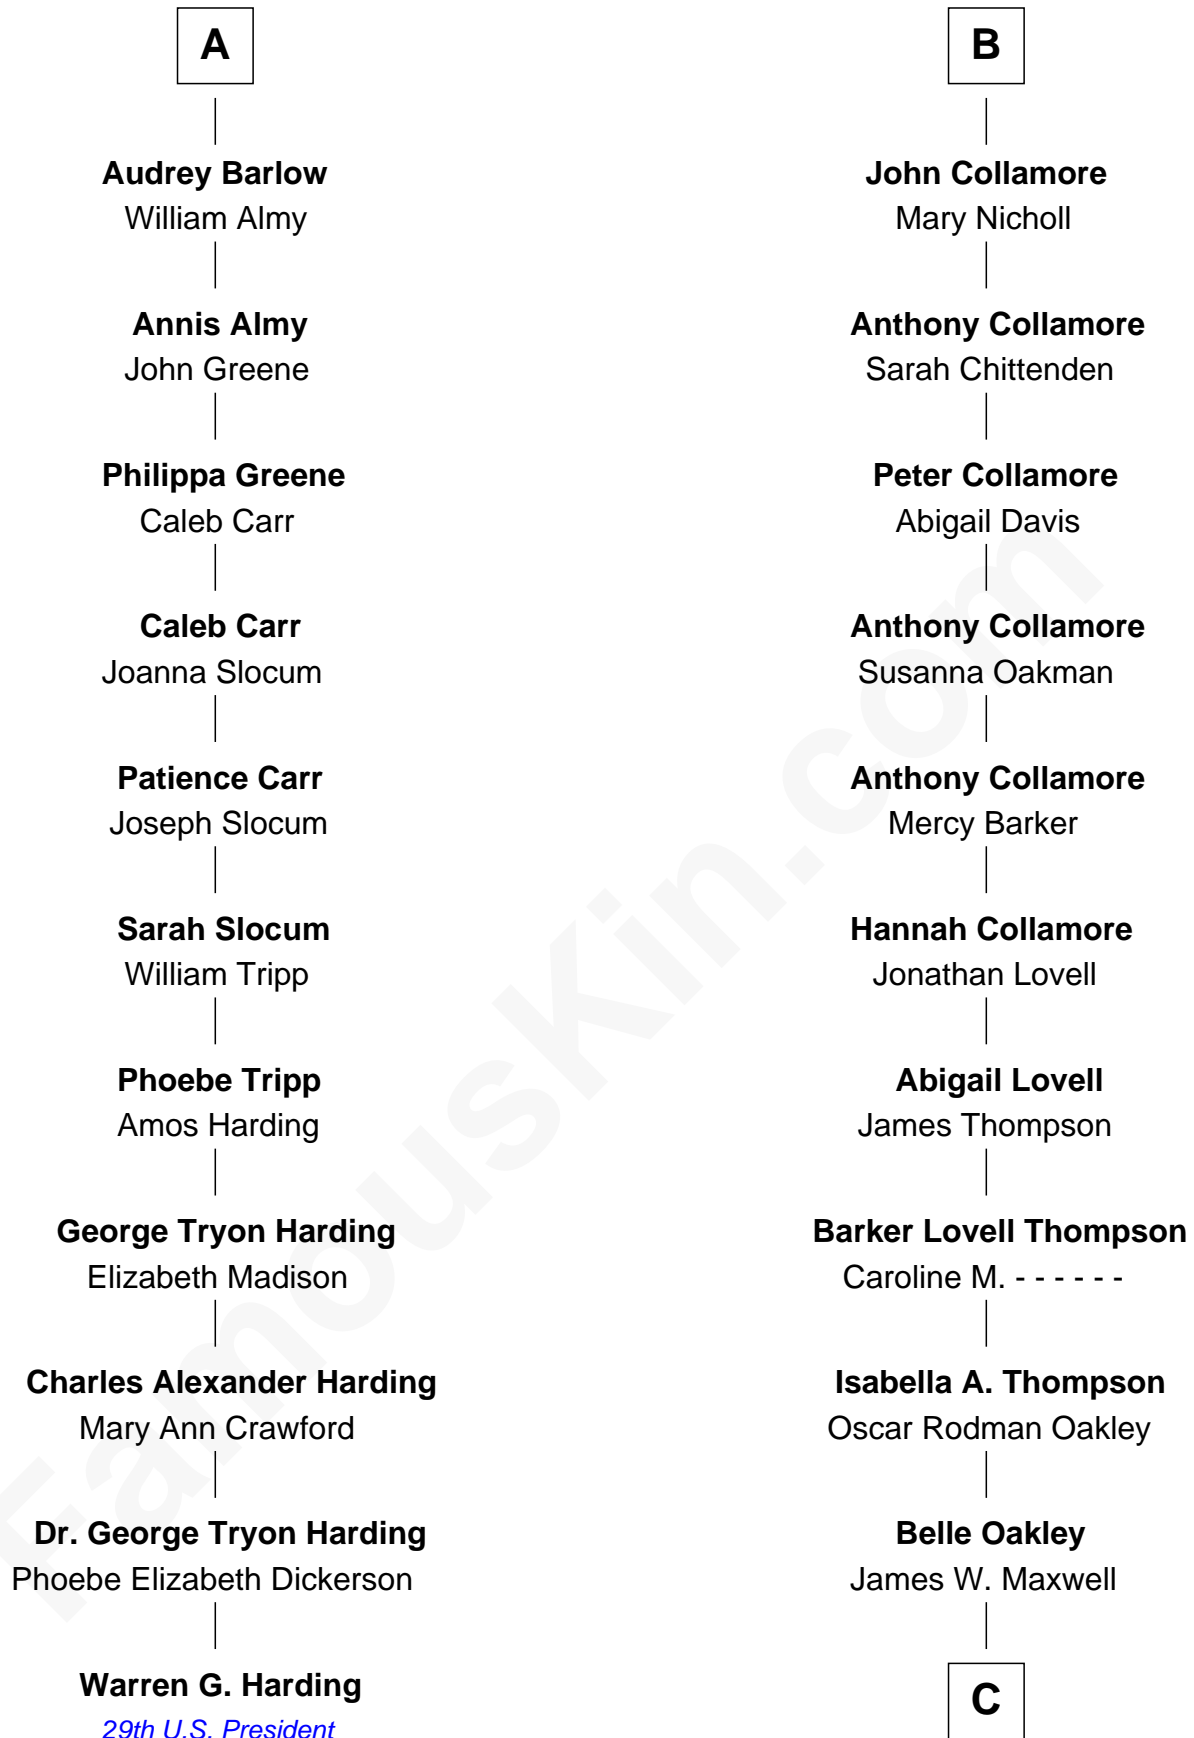 A
Audrey Barlow
William Almy
Annis Almy
John Greene
Philippa Greene
Caleb Carr
Caleb Carr
Joanna Slocum
Patience Carr
Joseph Slocum
Sarah Slocum
William Tripp
Phoebe Tripp
Amos Harding
George Tryon Harding
Elizabeth Madison
Charles Alexander Harding
Mary Ann Crawford
Dr. George Tryon Harding
Phoebe Elizabeth Dickerson
Warren G. Harding
29th U.S. President
B
John Collamore
Mary Nicholl
Anthony Collamore
Sarah Chittenden
Peter Collamore
Abigail Davis
Anthony Collamore
Susanna Oakman
Anthony Collamore
Mercy Barker
Hannah Collamore
Jonathan Lovell
Abigail Lovell
James Thompson
Barker Lovell Thompson
Caroline M. - - - - - -
Isabella A. Thompson
Oscar Rodman Oakley
Belle Oakley
James W. Maxwell
C
FamousKin.com